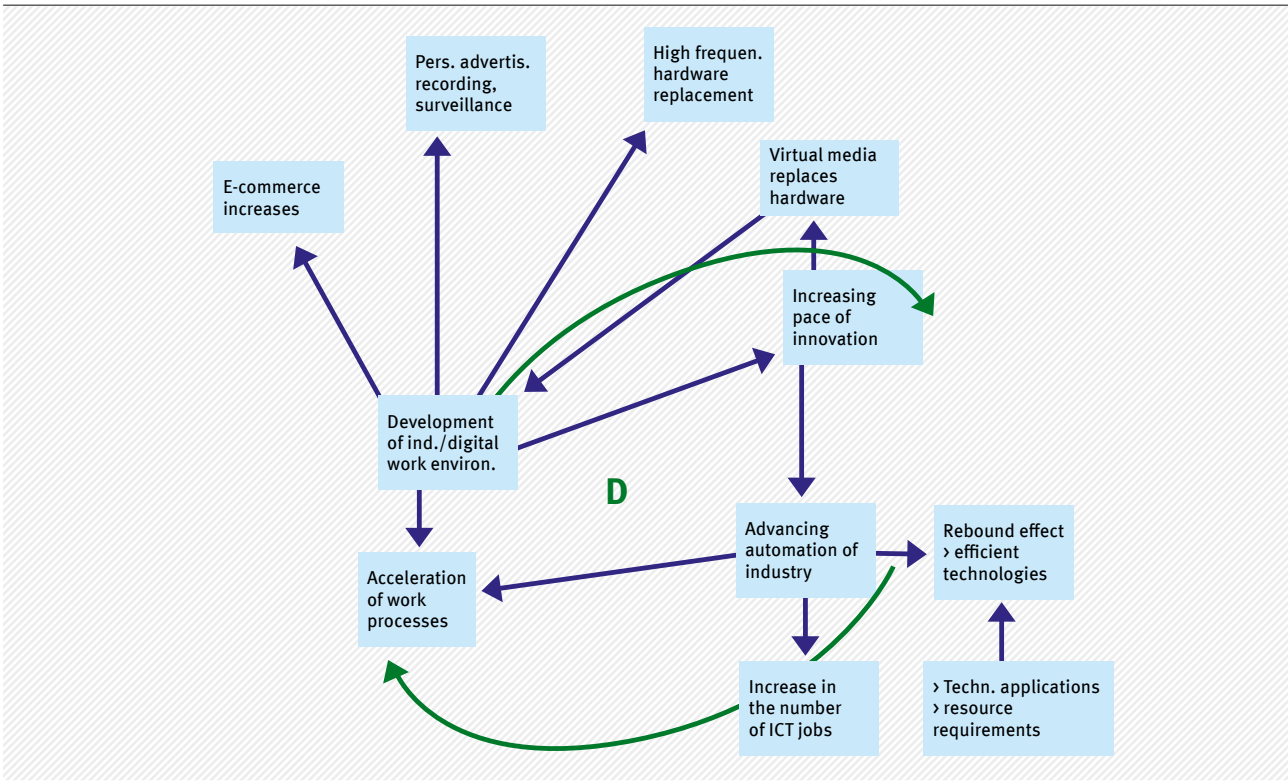 Pers. advertis.
recording,
surveillance
High frequen.
hardware
replacement
E-commerce
increases
Virtual media
replaces
hardware
Increasing
pace of
innovation
Development
of ind./digital
work environ.
D
Advancing
automation of
industry
Rebound effect
› efficient
technologies
Acceleration
of work
processes
Increase in
the number
of ICT jobs
› Techn. applications
› resource
requirements